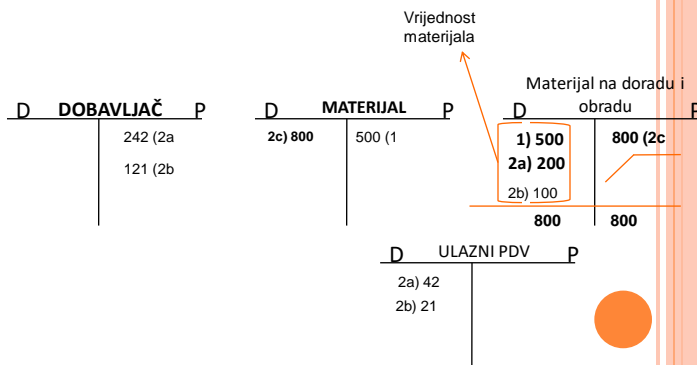 Vrijednost
materijala
D DOBAVLJAČ P
242 (2a
121 (2b
D MATERIJAL P
2c) 800 500 (1
Materijal na doradu i
obradu
D P
1) 500 800 (2c
2a) 200
2b) 100
800 800
D ULAZNI PDV P
2a) 42
2b) 21